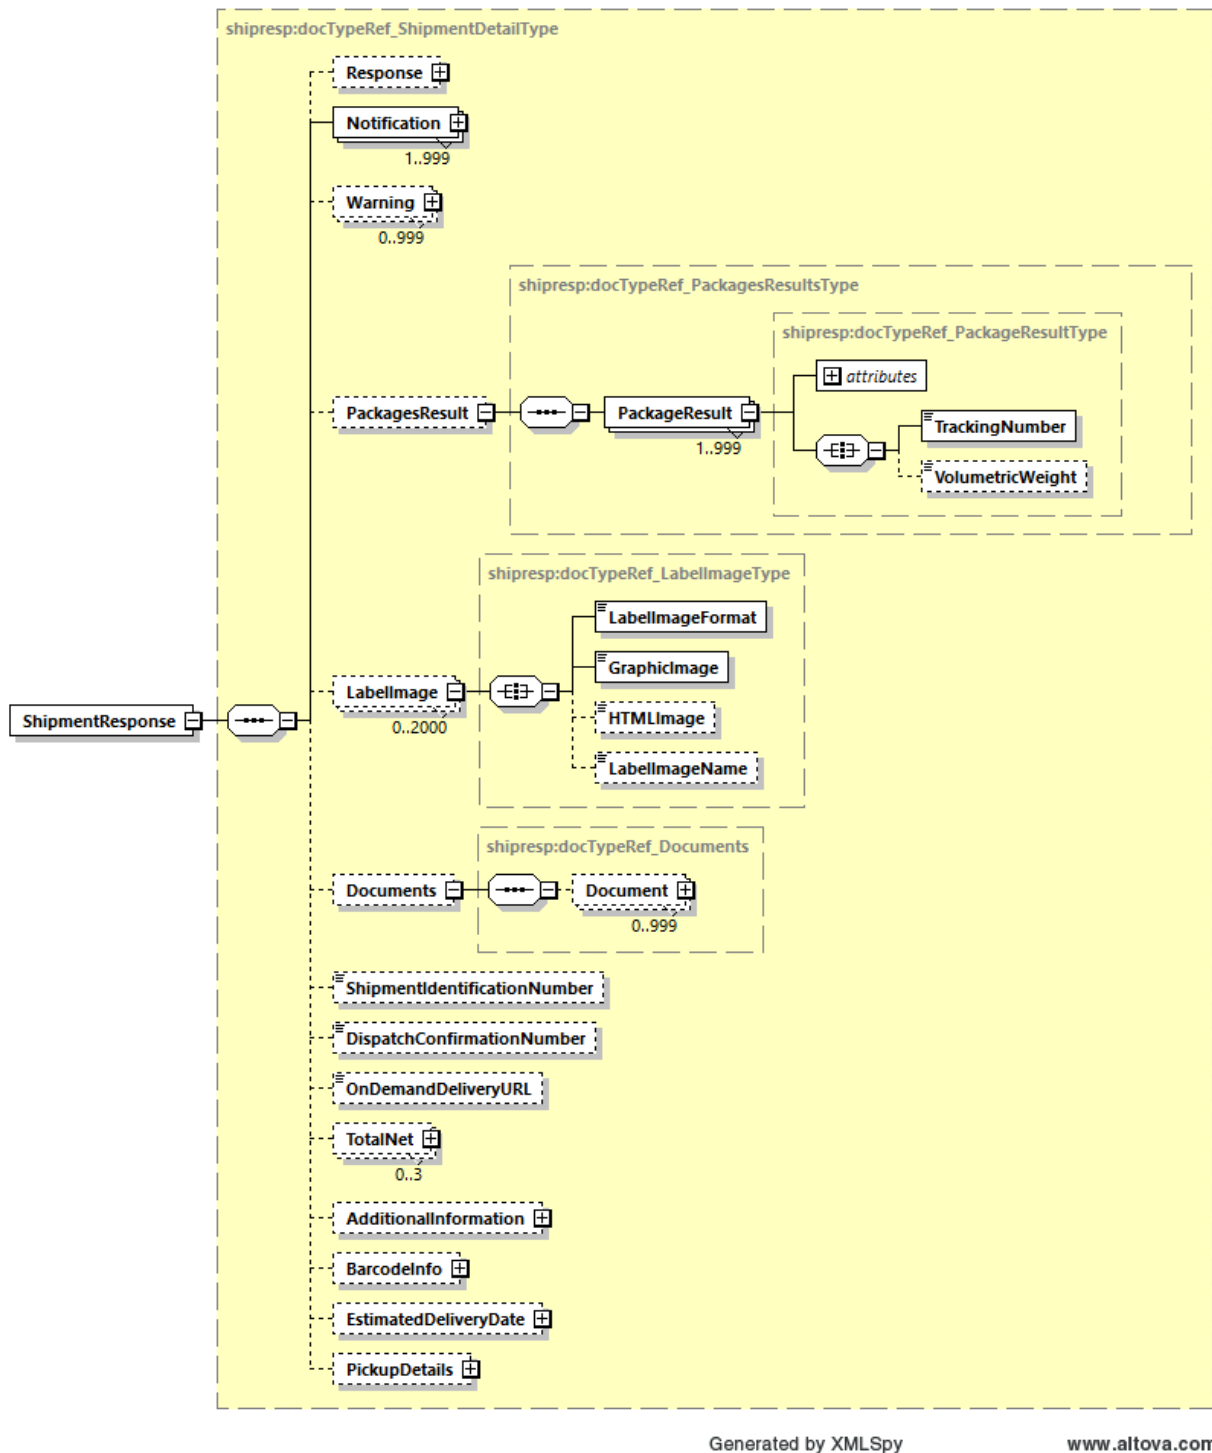 shipresp:docTypeRef_ShipmentDetailType
Response
Notification
1..999
Warning
0..999
shipresp:docTypeRef_PackagesResultsType
shipresp:docTypeRef_PackageResultType
attributes
PackagesResult
PackageResult
1..999
TrackingNumber
VolumetricWeight
shipresp:docTypeRef_LabelImageType
LabelImageFormat
GraphicImage
LabelImage
0..2000
HTMLImage
LabelImageName
ShipmentResponse
shipresp:docTypeRef_Documents
Documents
Document
0..999
ShipmentIdentificationNumber
DispatchConfirmationNumber
OnDemandDeliveryURL
TotalNet
0..3
AdditionalInformation
BarcodeInfo
EstimatedDeliveryDate
PickupDetails
Generated by XMLSpy www.altova.com